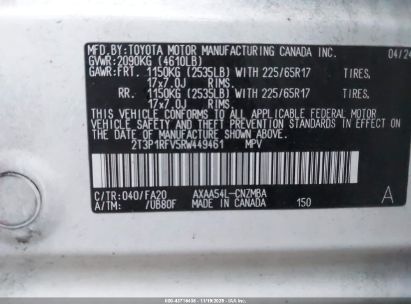 MFD.BY:TOYOTA MOTOR MANUFACTURING CANADA INC. 04/24
GVWR:2090KG (4610LB)
GAWR:FRT. 1150KG (2535LB) WITH 225/65R17 TIRES,
17x7.0J RIMS.
RR. 1150KG (2535LB) WITH 225/65R17 TIRES,
17x7.0J RIMS.
THIS VEHICLE CONFORMS TO ALL APPLICABLE FEDERAL MOTOR
VEHICLE SAFETY AND THEFT PREVENTION STANDARDS IN EFFECT
ON THE DATE OF MANUFACTURE SHOWN ABOVE.
2T3P1RFV5RW449461 MPV
C/TR:040/FA20 AXAA54L-CNZMBA A
A/TM: /UB80F MADE IN CANADA 150